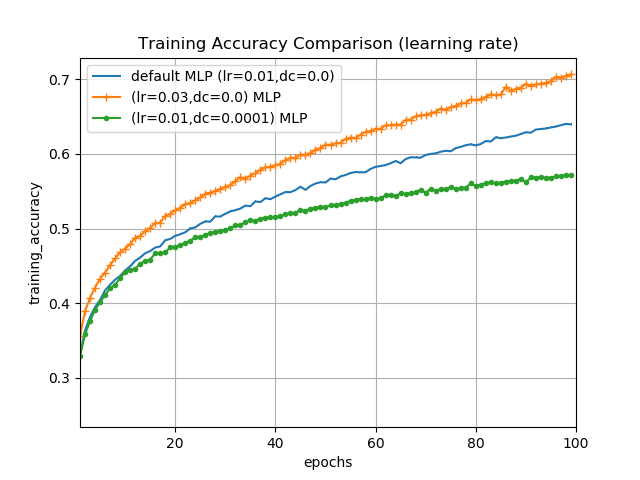 Training Accuracy Comparison (learning rate)
default MLP (lr=0.01,dc=0.0)
(lr=0.03,dc=0.0) MLP
(lr=0.01,dc=0.0001) MLP
training_accuracy
0.7
0.6
0.5
0.4
0.3
20 40 60 80 100
epochs